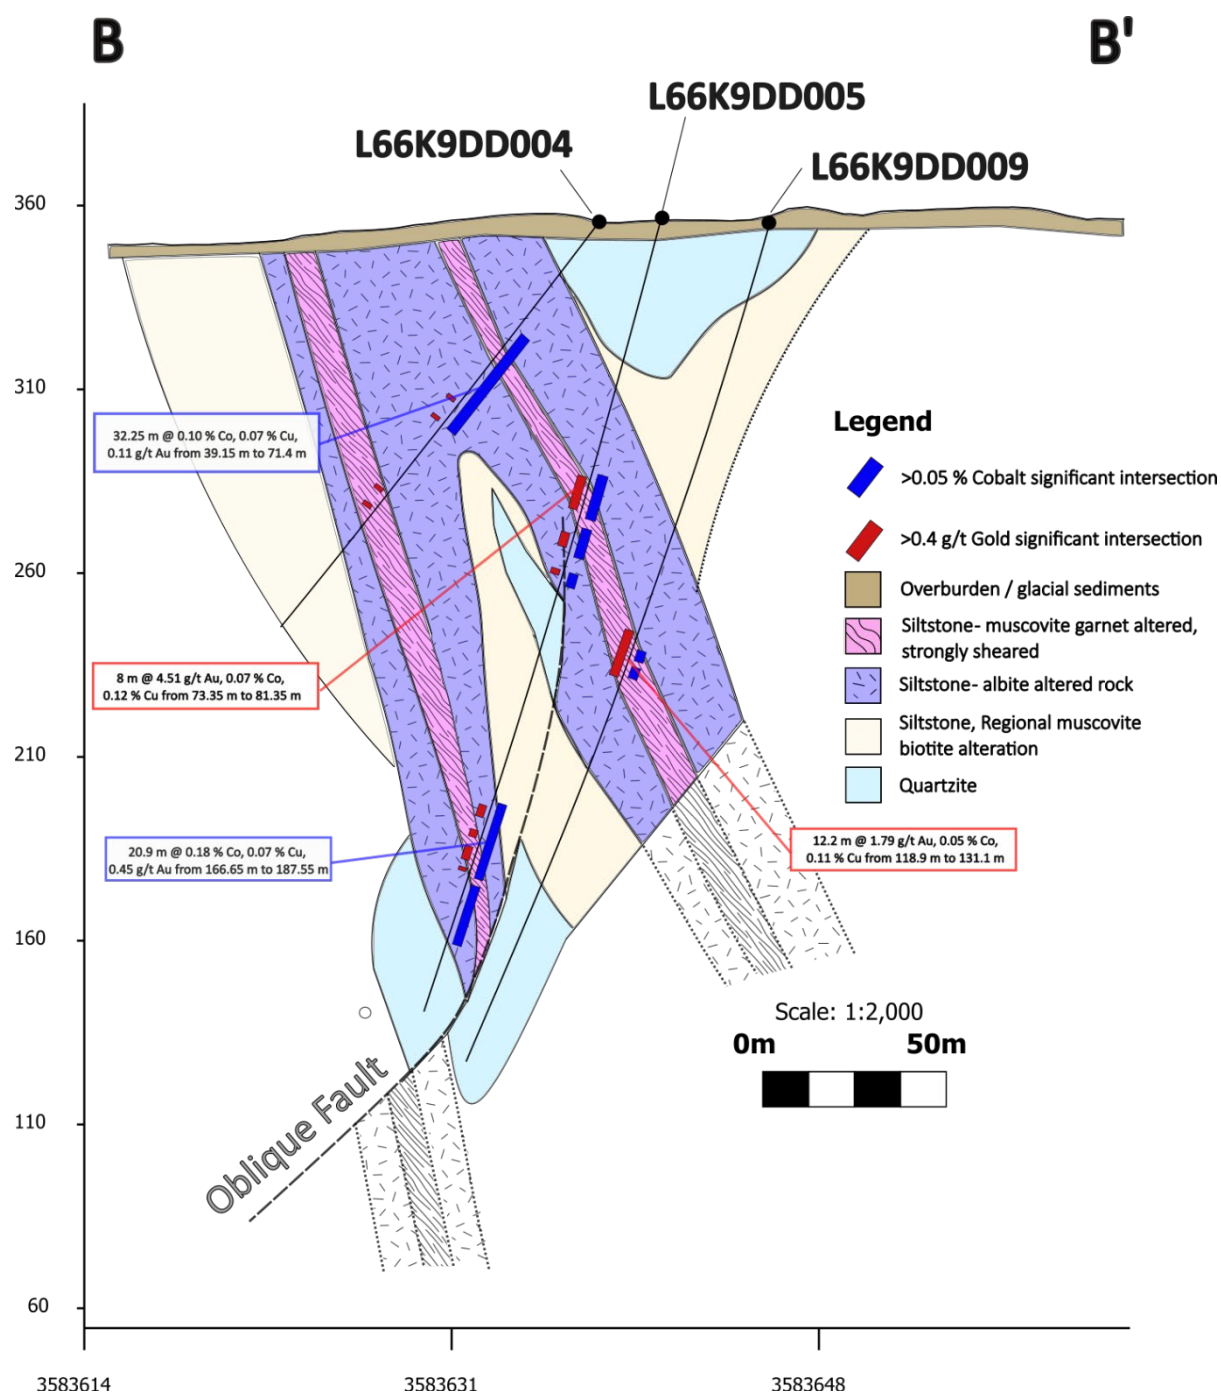 B
B'
L66K9DD005
L66K9DD004
L66K9DD009
360
310
260
210
160
110
60
32.25 m @ 0.10 % Co, 0.07 % Cu,
0.11 g/t Au from 39.15 m to 71.4 m
8 m @ 4.51 g/t Au, 0.07 % Co,
0.12 % Cu from 73.35 m to 81.35 m
20.9 m @ 0.18 % Co, 0.07 % Cu,
0.45 g/t Au from 166.65 m to 187.55 m
12.2 m @ 1.79 g/t Au, 0.05 % Co,
0.11 % Cu from 118.9 m to 131.1 m
Legend
>0.05 % Cobalt significant intersection
>0.4 g/t Gold significant intersection
Overburden / glacial sediments
Siltstone- muscovite garnet altered,
strongly sheared
Siltstone- albite altered rock
Siltstone, Regional muscovite
biotite alteration
Quartzite
Scale: 1:2,000
0m 50m
Oblique Fault
3583614 3583631 3583648